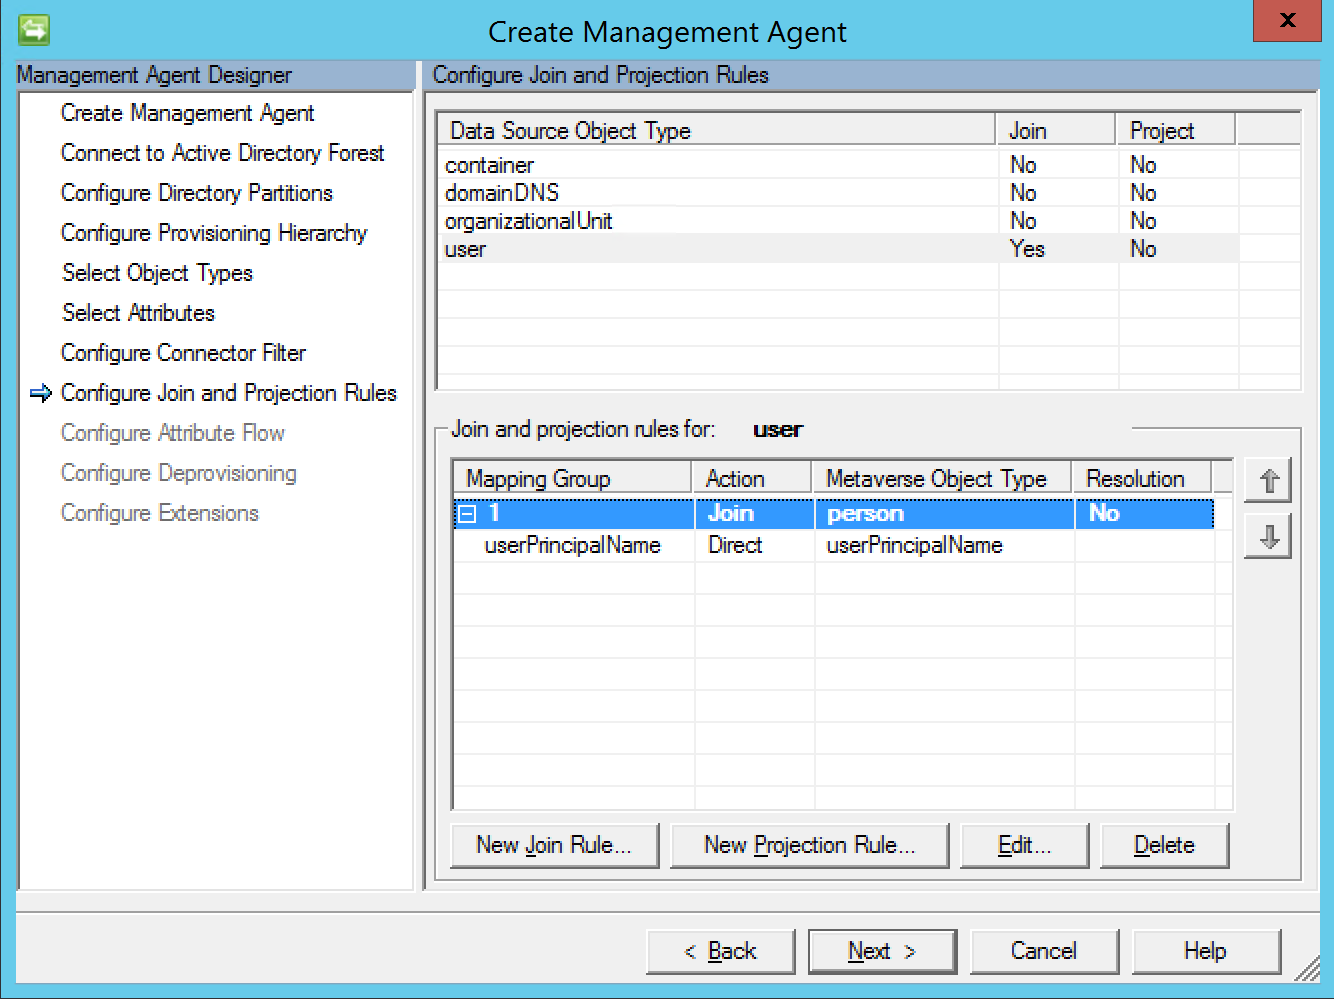 Create Management Agent
x
Management Agent Designer
Create Management Agent
Connect to Active Directory Forest
Configure Directory Partitions
Configure Provisioning Hierarchy
Select Object Types
Select Attributes
Configure Connector Filter
Configure Join and Projection Rules
Configure Attribute Flow
Configure Deprovisioning
Configure Extensions
Configure Join and Projection Rules
Data Source Object Type Join Project
container No No
domainDNS No No
organizationalUnit No No
user Yes No
Join and projection rules for: user
Mapping Group Action Metaverse Object Type Resolution
1 Join person No
userPrincipalName Direct userPrincipalName
New Join Rule... New Projection Rule... Edit... Delete
< Back Next > Cancel Help